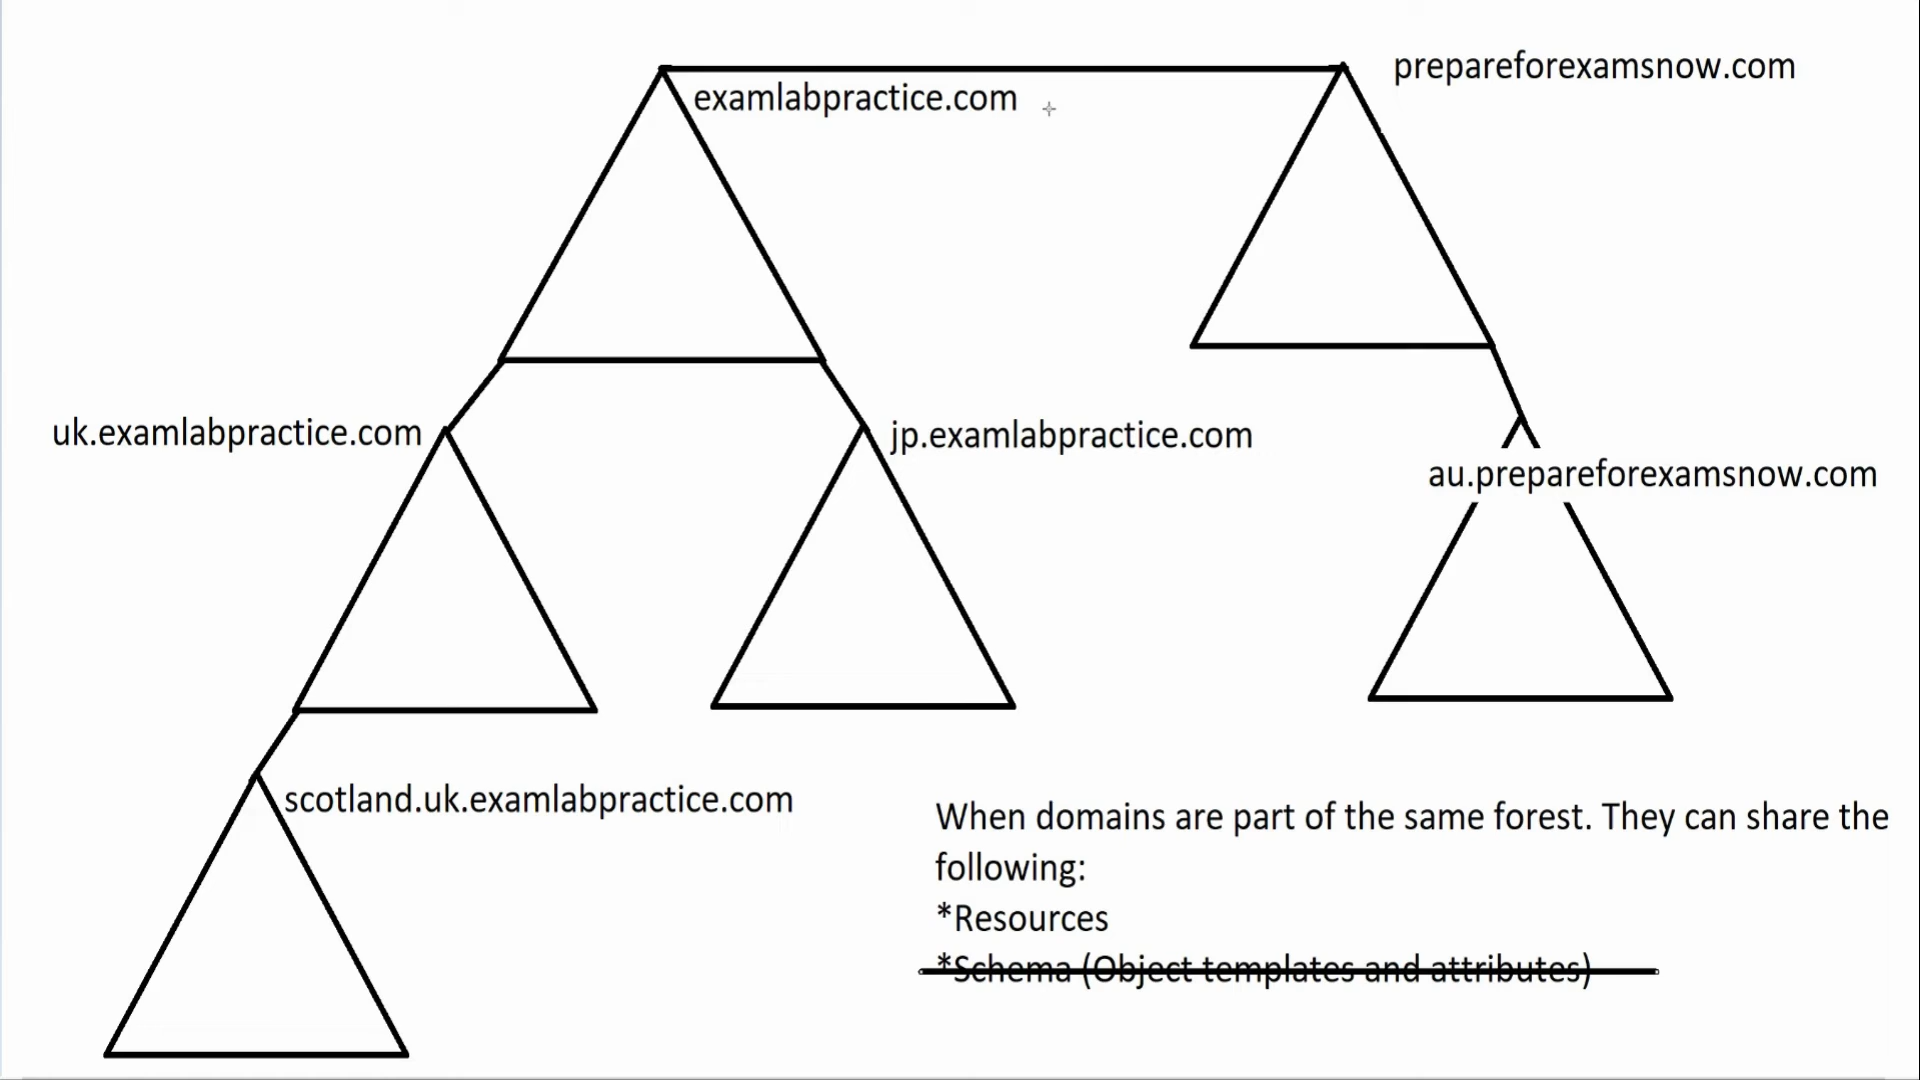 prepareforexamsnow.com
examlabpractice.com
uk.examlabpractice.com
jp.examlabpractice.com
au.prepareforexamsnow.com
scotland.uk.examlabpractice.com
When domains are part of the same forest. They can share the
following:
*Resources
*Schema (Object templates and attributes)